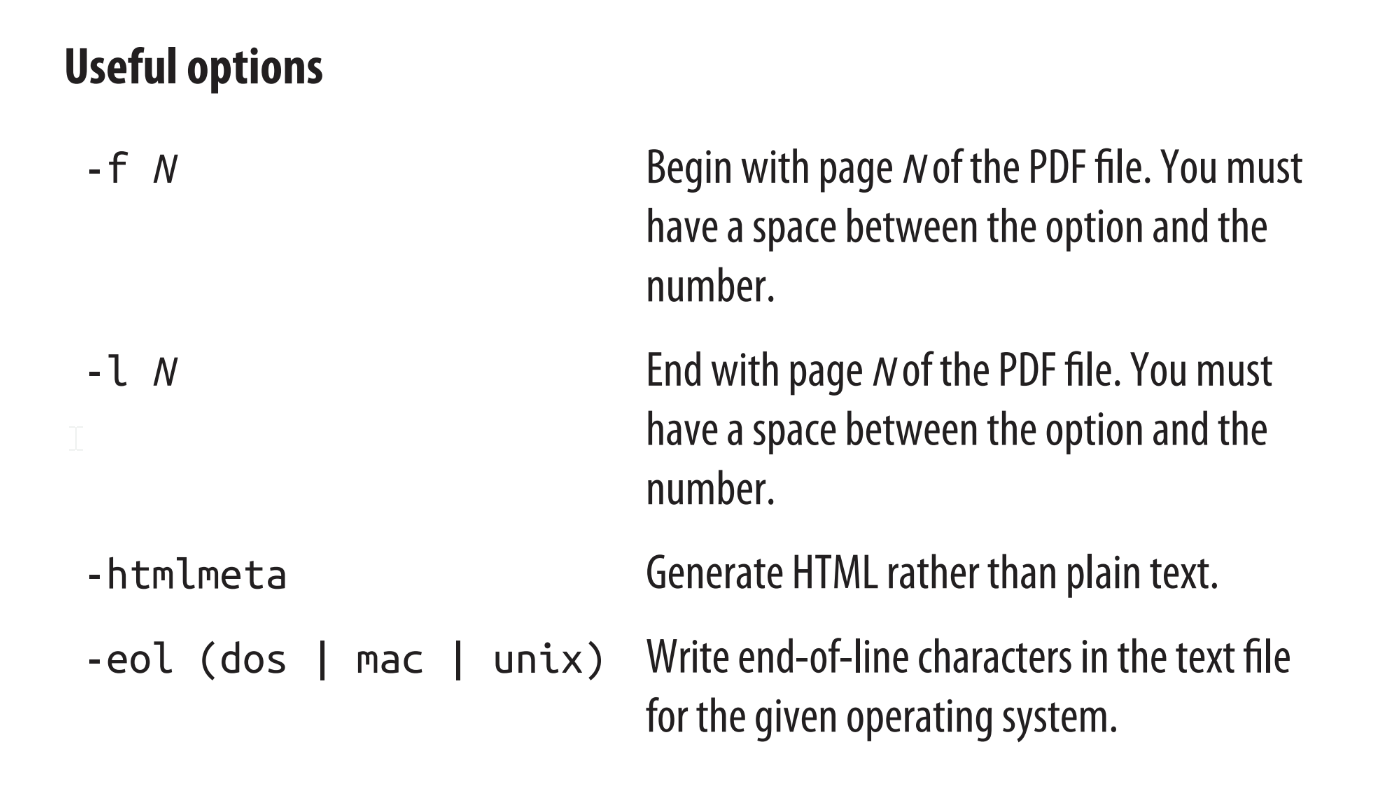 Useful options
-f N Begin with page N of the PDF file. You must
have a space between the option and the
number.
-l N End with page N of the PDF file. You must
have a space between the option and the
number.
-htmlmeta Generate HTML rather than plain text.
-eol (dos | mac | unix) Write end-of-line characters in the text file
for the given operating system.